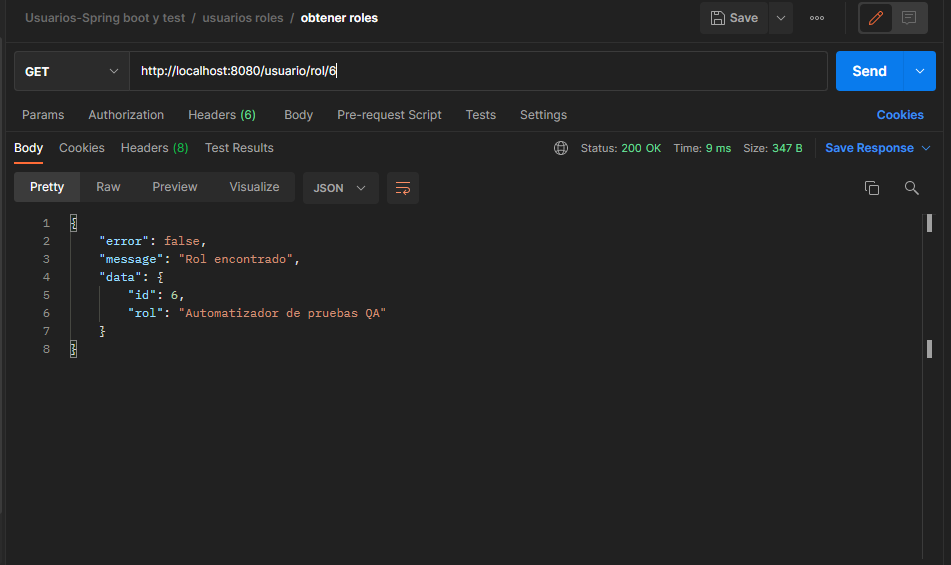 Usuarios-Spring boot y test / usuarios roles / obtener roles Save
GET http://localhost:8080/usuario/rol/6 Send
Params Authorization Headers (6) Body Pre-request Script Tests Settings Cookies
Body Cookies Headers (8) Test Results Status: 200 OK Time: 9 ms Size: 347 B Save Response
Pretty Raw Preview Visualize JSON
1 {
2 "error": false,
3 "message": "Rol encontrado",
4 "data": {
5 "id": 6,
6 "rol": "Automatizador de pruebas QA"
7 }
8 }